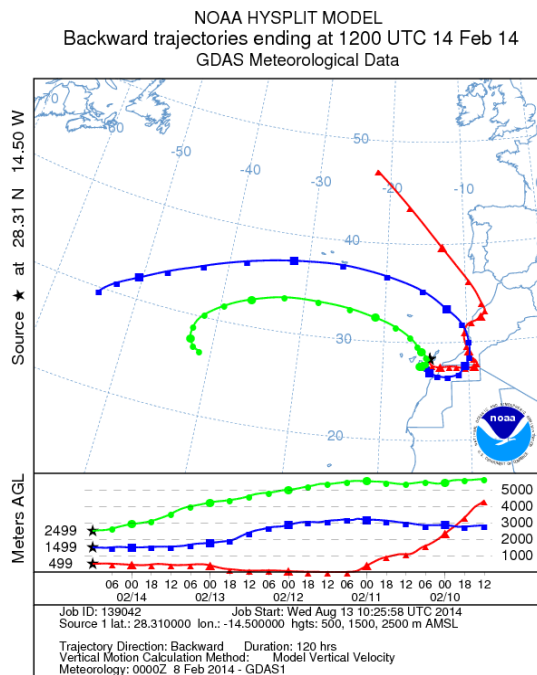 NOAA HYSPLIT MODEL
Backward trajectories ending at 1200 UTC 14 Feb 14
GDAS Meteorological Data
Source ★ at 28.31 N 14.50 W
-70
-60
-50
-40
-30
-20
-10
50
40
30
20
noaa
Meters AGL
2499
1499
499
5000
4000
3000
2000
1000
06 00 18 12 06 00 18 12 06 00 18 12 06 00 18 12 06 00 18 12
02/14 02/13 02/12 02/11 02/10
Job ID: 139042 Job Start: Wed Aug 13 10:25:58 UTC 2014
Source 1 lat.: 28.310000 lon.: -14.500000 hgts: 500, 1500, 2500 m AMSL
Trajectory Direction: Backward Duration: 120 hrs
Vertical Motion Calculation Method: Model Vertical Velocity
Meteorology: 0000Z 8 Feb 2014 - GDAS1